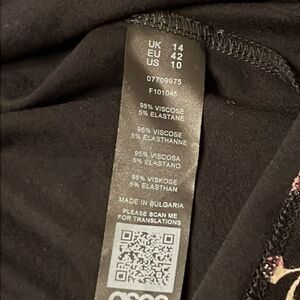 UK 14
EU 42
US 10
07709975
F101045
95% VISCOSE
5% ELASTANE
95% VISCOSE
5% ELASTHANNE
95% VISCOSA
5% ELASTANO
95% VISKOSE
5% ELASTHAN
MADE IN BULGARIA
PLEASE SCAN ME
FOR TRANSLATIONS
asos